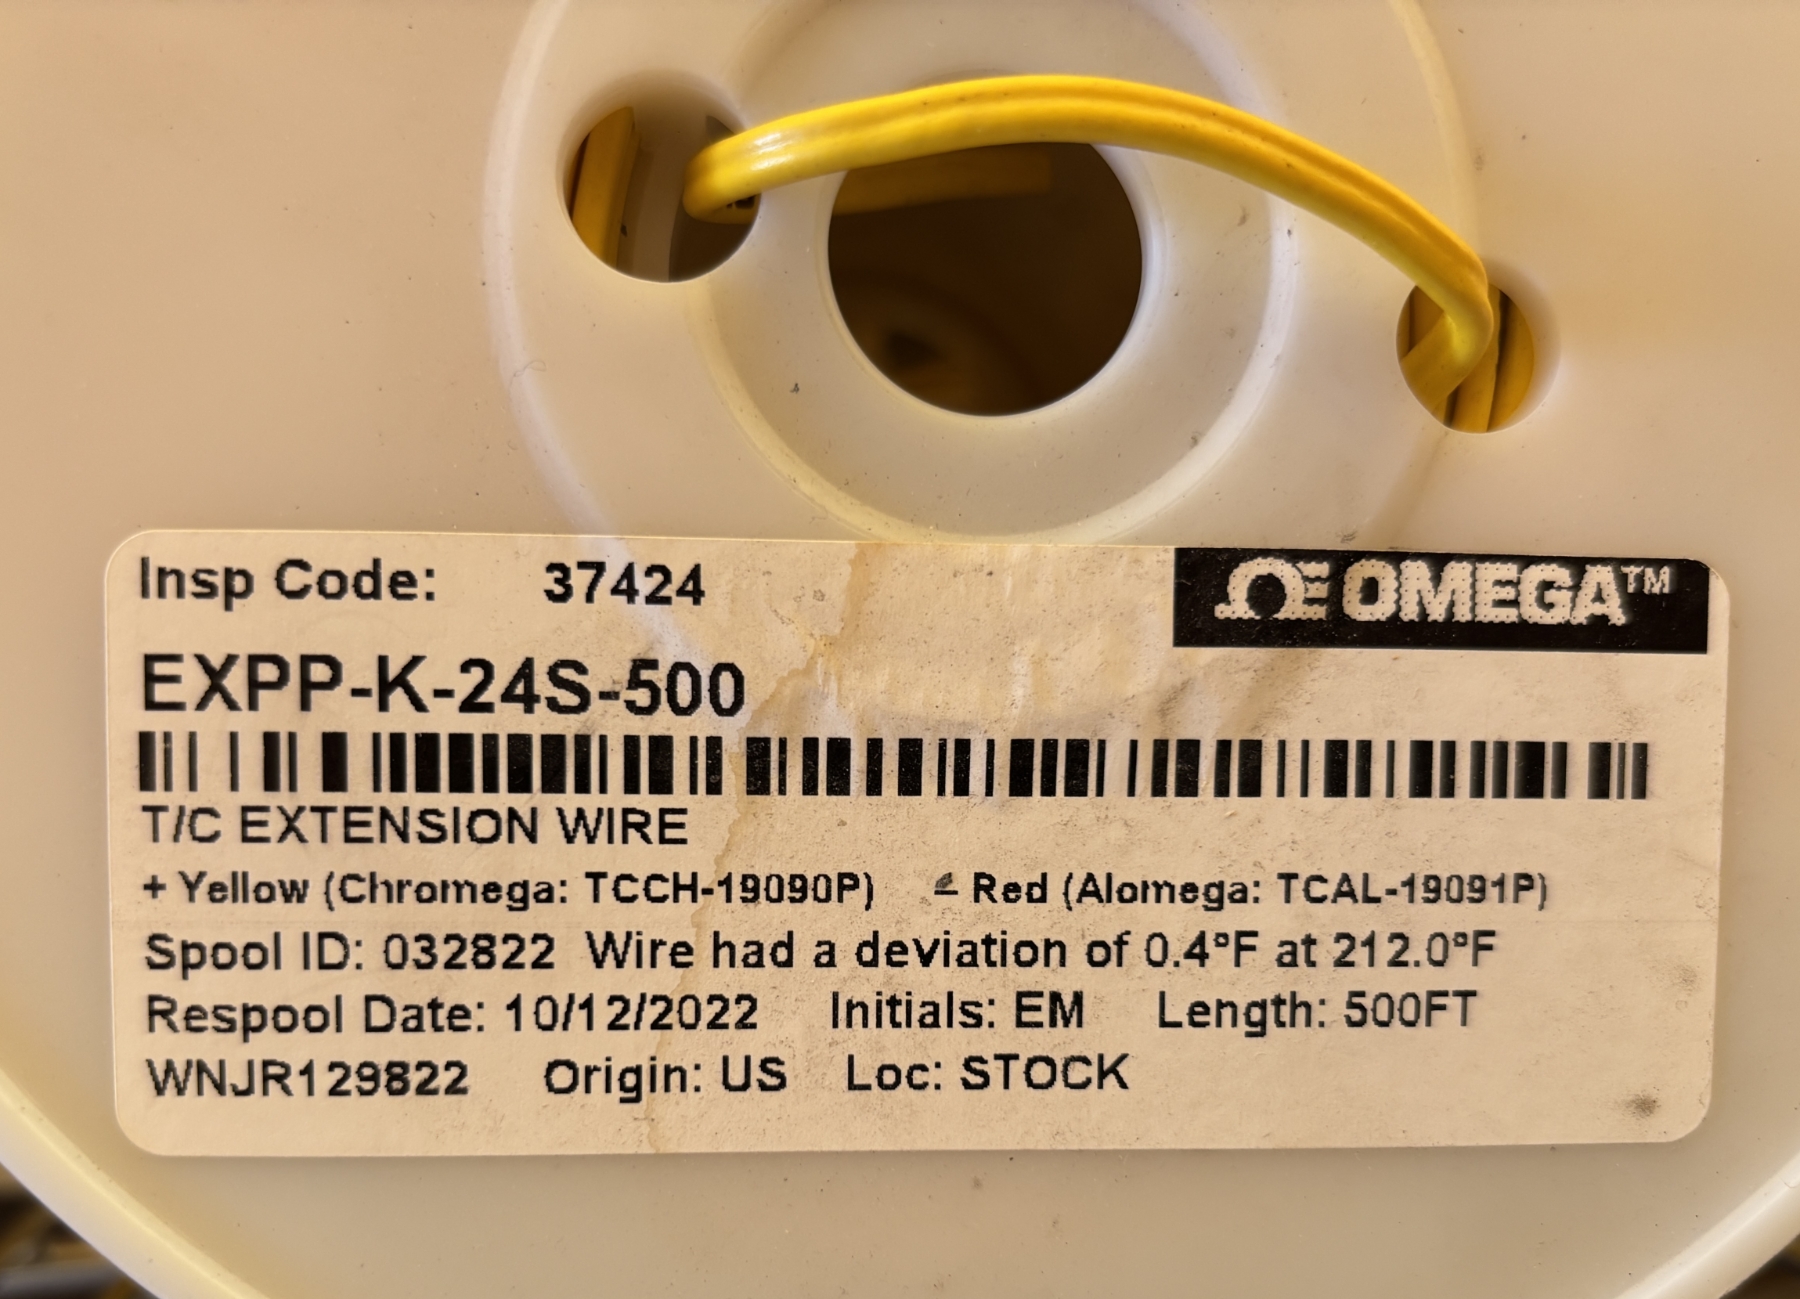 Insp Code: 37424
ΩE OMEGA™
EXPP-K-24S-500
T/C EXTENSION WIRE
+ Yellow (Chromega: TCCH-19090P) - Red (Alomega: TCAL-19091P)
Spool ID: 032822 Wire had a deviation of 0.4°F at 212.0°F
Respool Date: 10/12/2022 Initials: EM Length: 500FT
WNJR129822 Origin: US Loc: STOCK